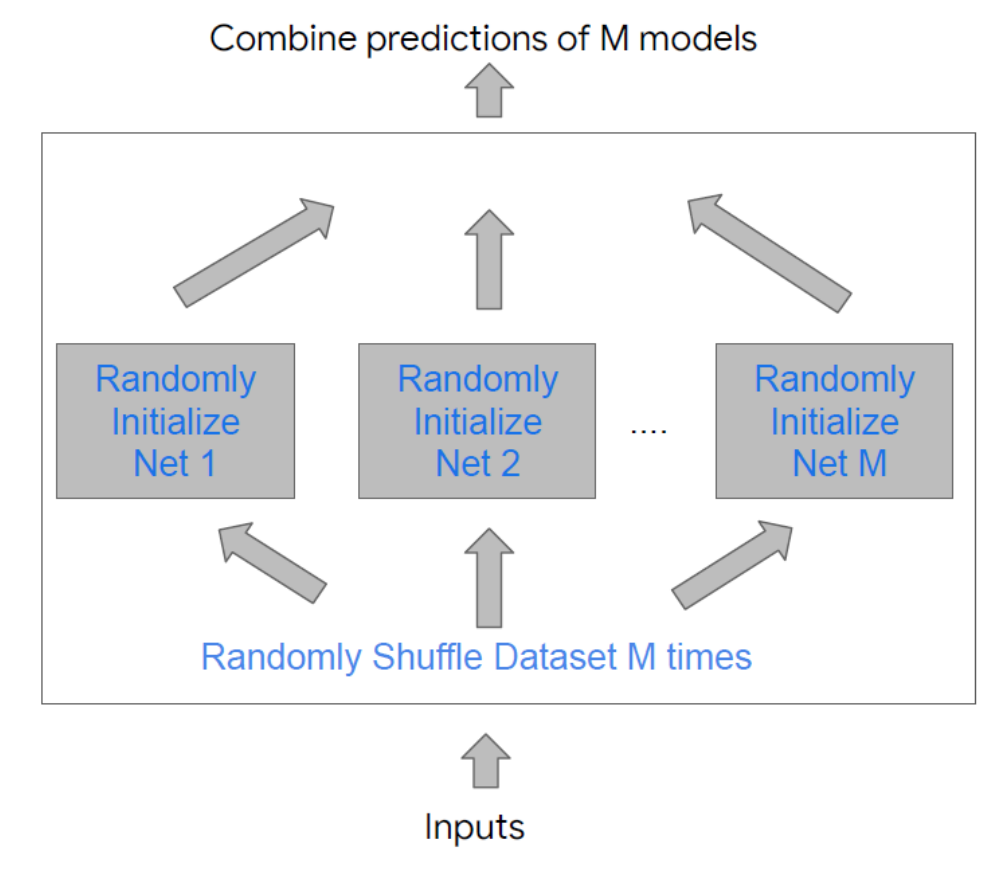 Combine predictions of M models
Randomly
Initialize
Net 1
Randomly
Initialize
Net 2
....
Randomly
Initialize
Net M
Randomly Shuffle Dataset M times
Inputs